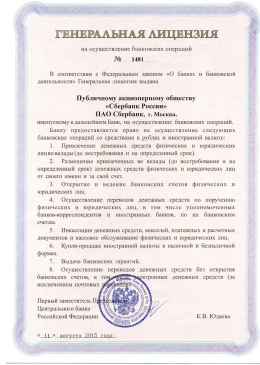 ГЕНЕРАЛЬНАЯ ЛИЦЕНЗИЯ
на осуществление банковских операций
№ 1481
В соответствии с Федеральным законом «О банках и банковской
деятельности» Генеральная лицензия выдана
Публичному акционерному обществу
«Сбербанк России»
ПАО Сбербанк, г. Москва.
именуемому в дальнейшем Банк, на осуществление банковских операций.
Банку предоставляется право на осуществление следующих
банковских операций со средствами в рублях и иностранной валюте:
1. Привлечение денежных средств физических и юридических
лиц во вклады (до востребования и на определенный срок).
2. Размещение привлеченных во вклады (до востребования и на
определенный срок) денежных средств физических и юридических лиц
от своего имени и за свой счет.
3. Открытие и ведение банковских счетов физических и
юридических лиц.
4. Осуществление переводов денежных средств по поручению
физических и юридических лиц, в том числе уполномоченных
банков-корреспондентов и иностранных банков, по их банковским
счетам.
5. Инкассация денежных средств, векселей, платежных и расчетных
документов и кассовое обслуживание физических и юридических лиц.
6. Купля-продажа иностранной валюты в наличной и безналичной
формах.
7. Выдача банковских гарантий.
8. Осуществление переводов денежных средств без открытия
банковских счетов, в том числе электронных денежных средств (за
исключением почтовых переводов).
Первый заместитель Председателя
Центрального банка
Российской Федерации К.В. Юдаева
" 11 " августа 2015 года.